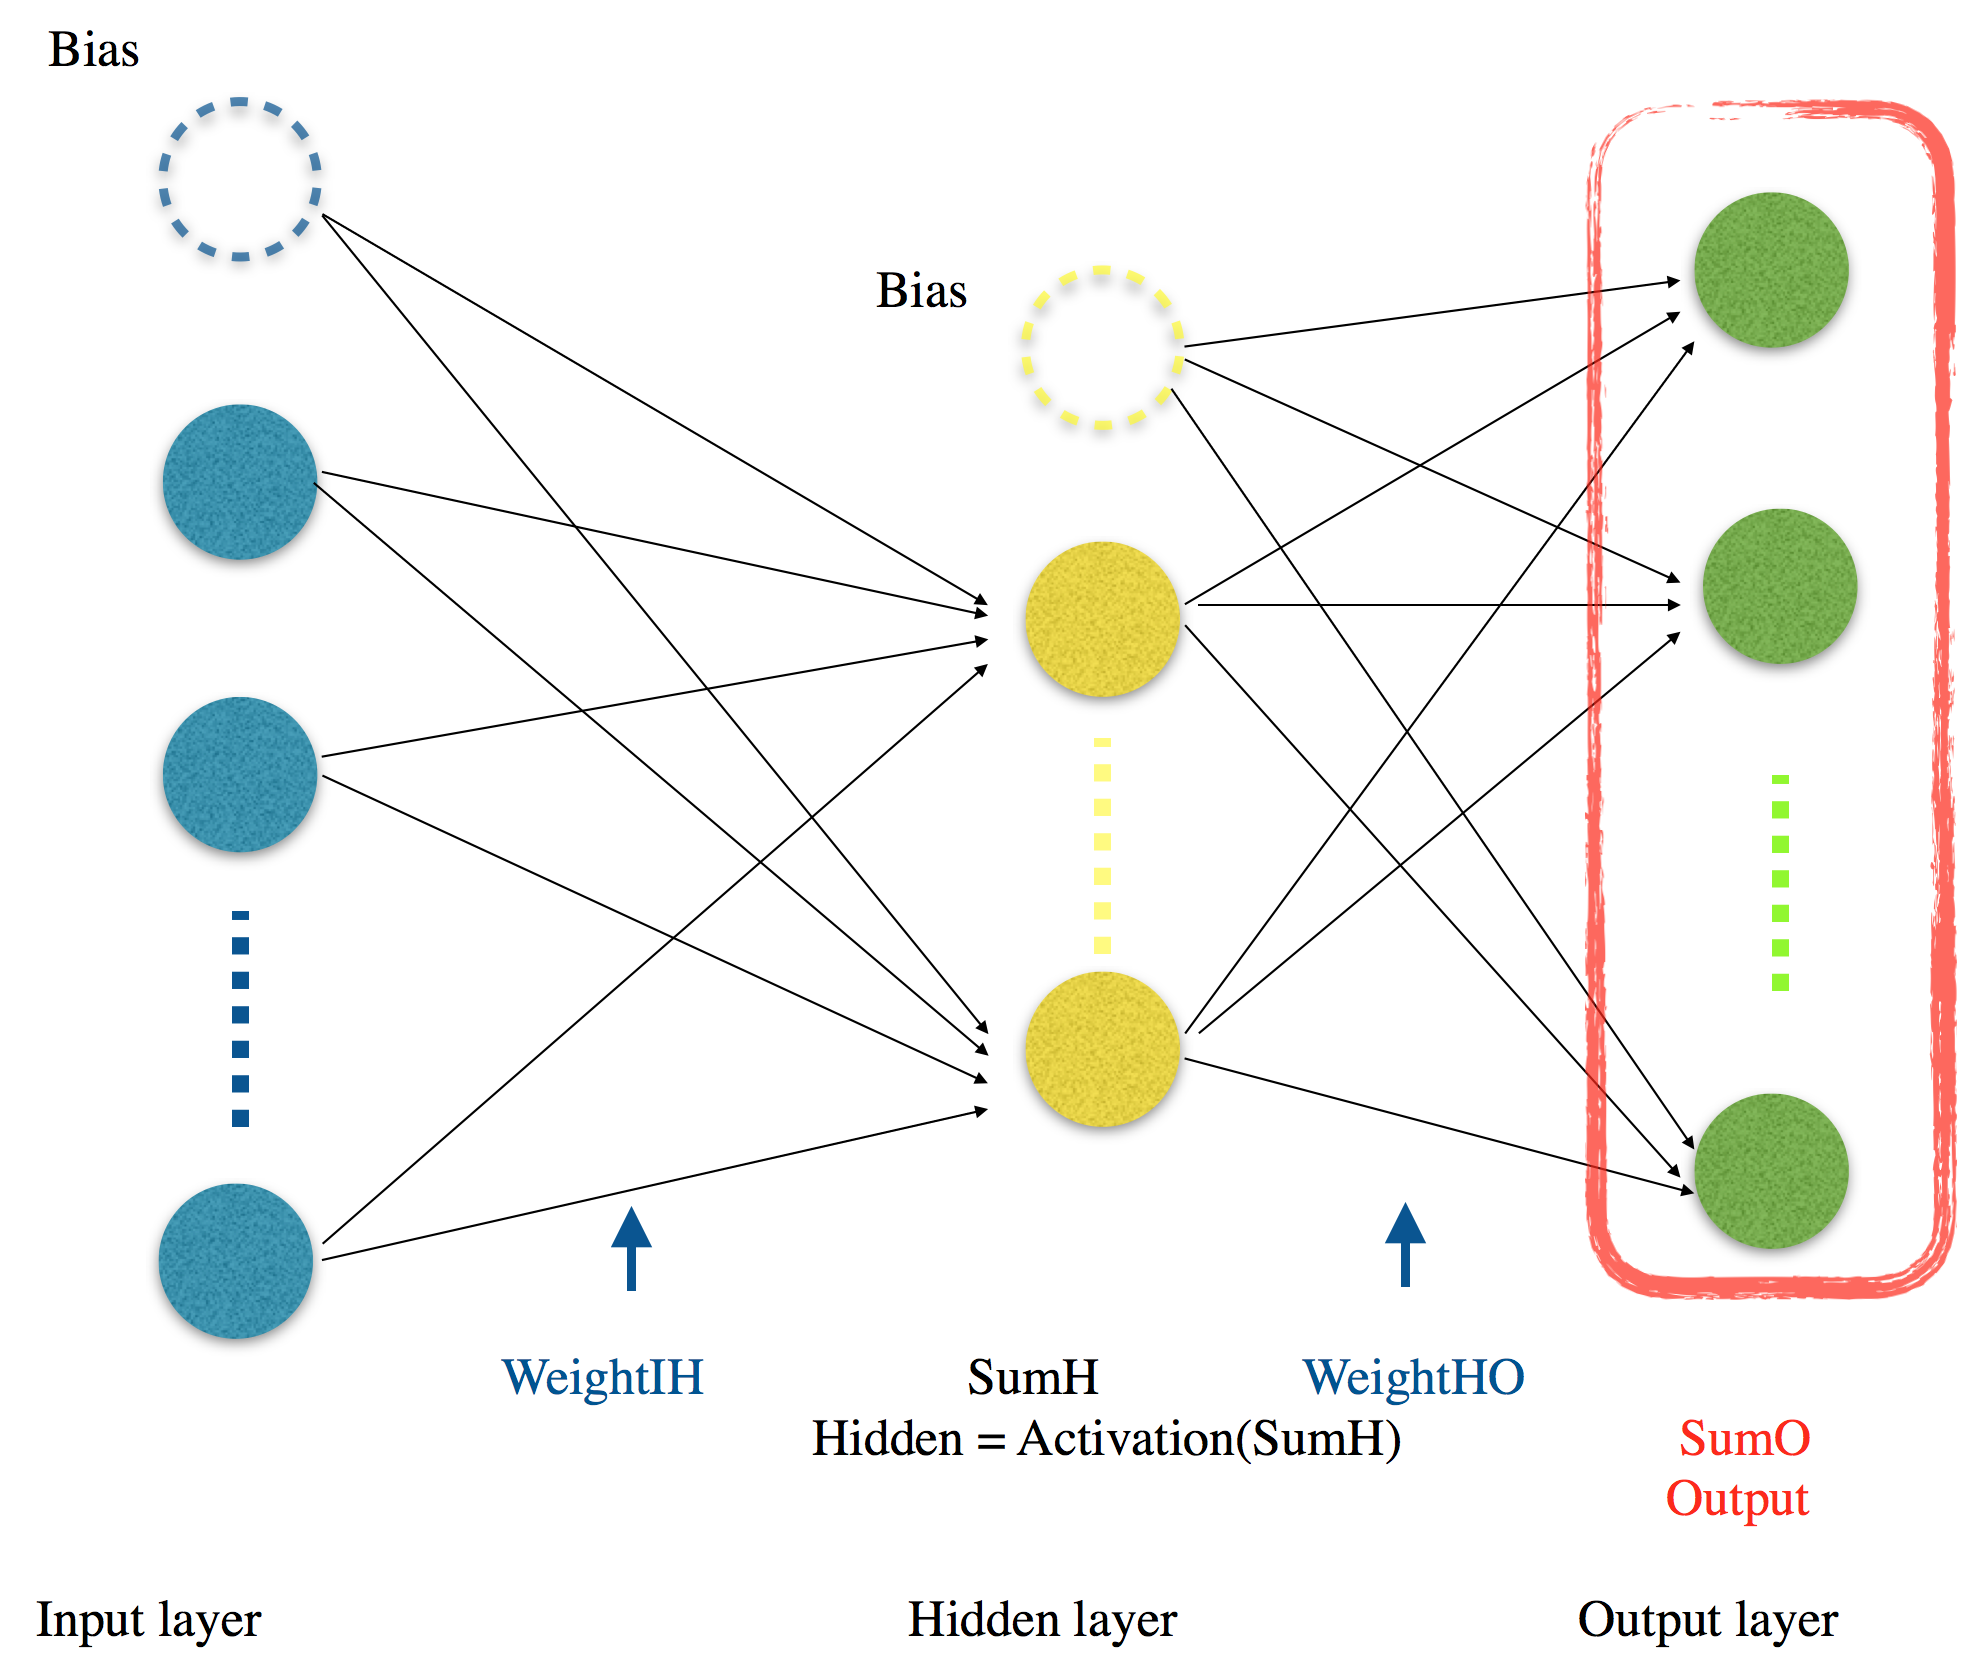 Bias
Bias
WeightIH
SumH
WeightHO
Hidden = Activation(SumH)
SumO
Output
Input layer
Hidden layer
Output layer